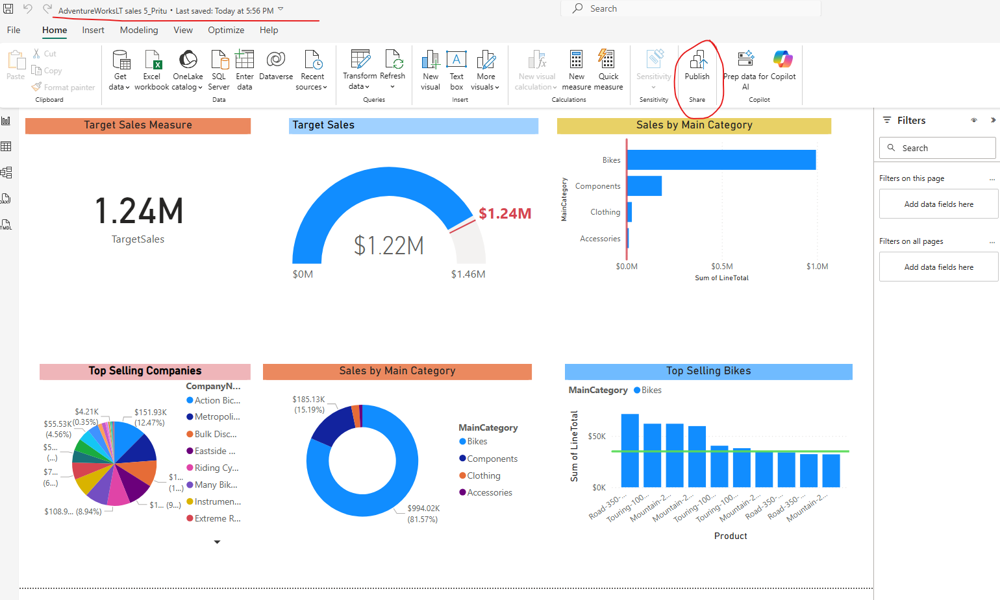 AdventureWorksLT sales 5_Pritu • Last saved: Today at 5:56 PM
Search
File Home Insert Modeling View Optimize Help
Paste
Cut
Copy
Format painter
Clipboard
Get data
Excel workbook
OneLake catalog
SQL Server
Enter data
Dataverse
Recent sources
Data
Transform data
Refresh
Queries
New visual
Text box
More visuals
Insert
New visual calculation
New measure
Quick measure
Calculations
Sensitivity
Sensitivity
Publish
Share
Prep data for AI
Copilot
Copilot
DAX
TMDL
Target Sales Measure
1.24M
TargetSales
Target Sales
$1.24M
$1.22M
$0M
$1.46M
Sales by Main Category
MainCategory
Bikes
Components
Clothing
Accessories
$0.0M $0.5M $1.0M
Sum of LineTotal
Filters
Search
Filters on this page ...
Add data fields here
Filters on all pages ...
Add data fields here
Top Selling Companies
CompanyN...
Action Bic...
Metropoli...
Bulk Disc...
Eastside ...
Riding Cy...
Many Bik...
Instrumen...
Extreme R...
$4.21K
(0.35%)
$151.93K
(12.47%)
$55.53K
(4.56%)
$5...
(...)
$7...
(6...)
$1...
(1...)
$1... (9...)
$108.9... (8.94%)
Sales by Main Category
$185.13K
(15.19%)
$994.02K
(81.57%)
MainCategory
Bikes
Components
Clothing
Accessories
Top Selling Bikes
MainCategory Bikes
Sum of LineTotal
$50K
$0K
Road-350-...
Touring-100...
Mountain-2...
Mountain-2...
Touring-100...
Touring-100...
Mountain-2...
Road-350-...
Road-350-...
Mountain-2...
Product